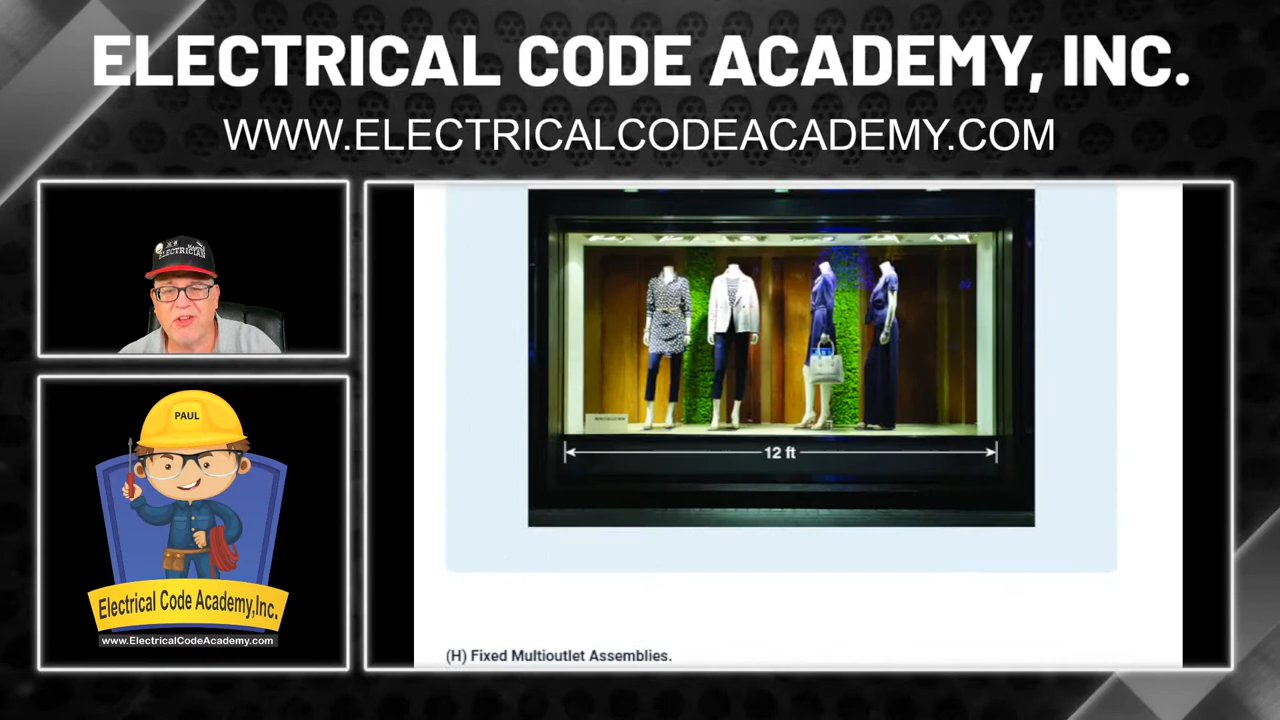 ELECTRICAL CODE ACADEMY, INC.
WWW.ELECTRICALCODEACADEMY.COM
ELECTRICIAN
PAUL
Electrical Code Academy,Inc.
www.ElectricalCodeAcademy.com
12 ft
(H) Fixed Multioutlet Assemblies.